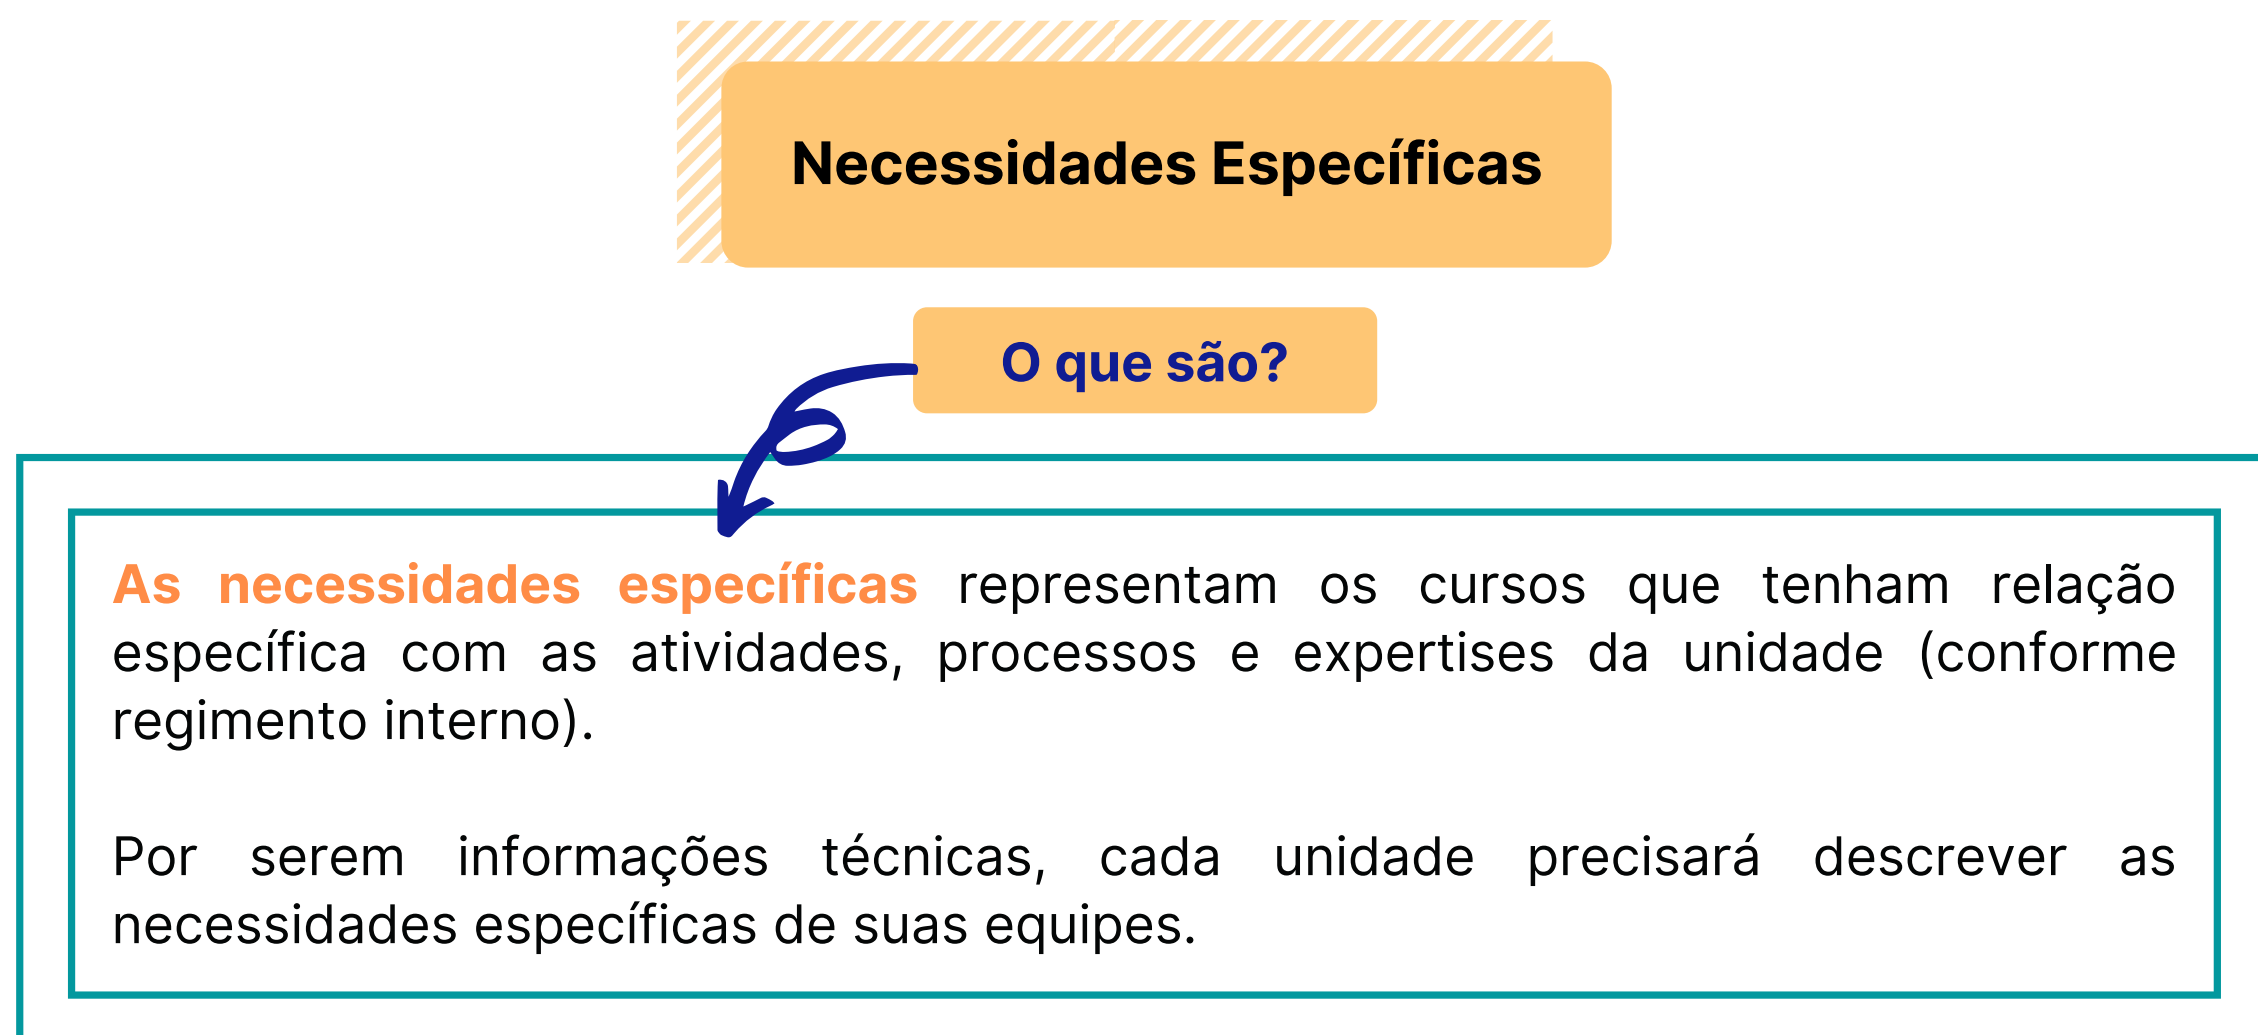 Necessidades Específicas
O que são?
As necessidades específicas representam os cursos que tenham relação
específica com as atividades, processos e expertises da unidade (conforme
regimento interno).
Por serem informações técnicas, cada unidade precisará descrever as
necessidades específicas de suas equipes.